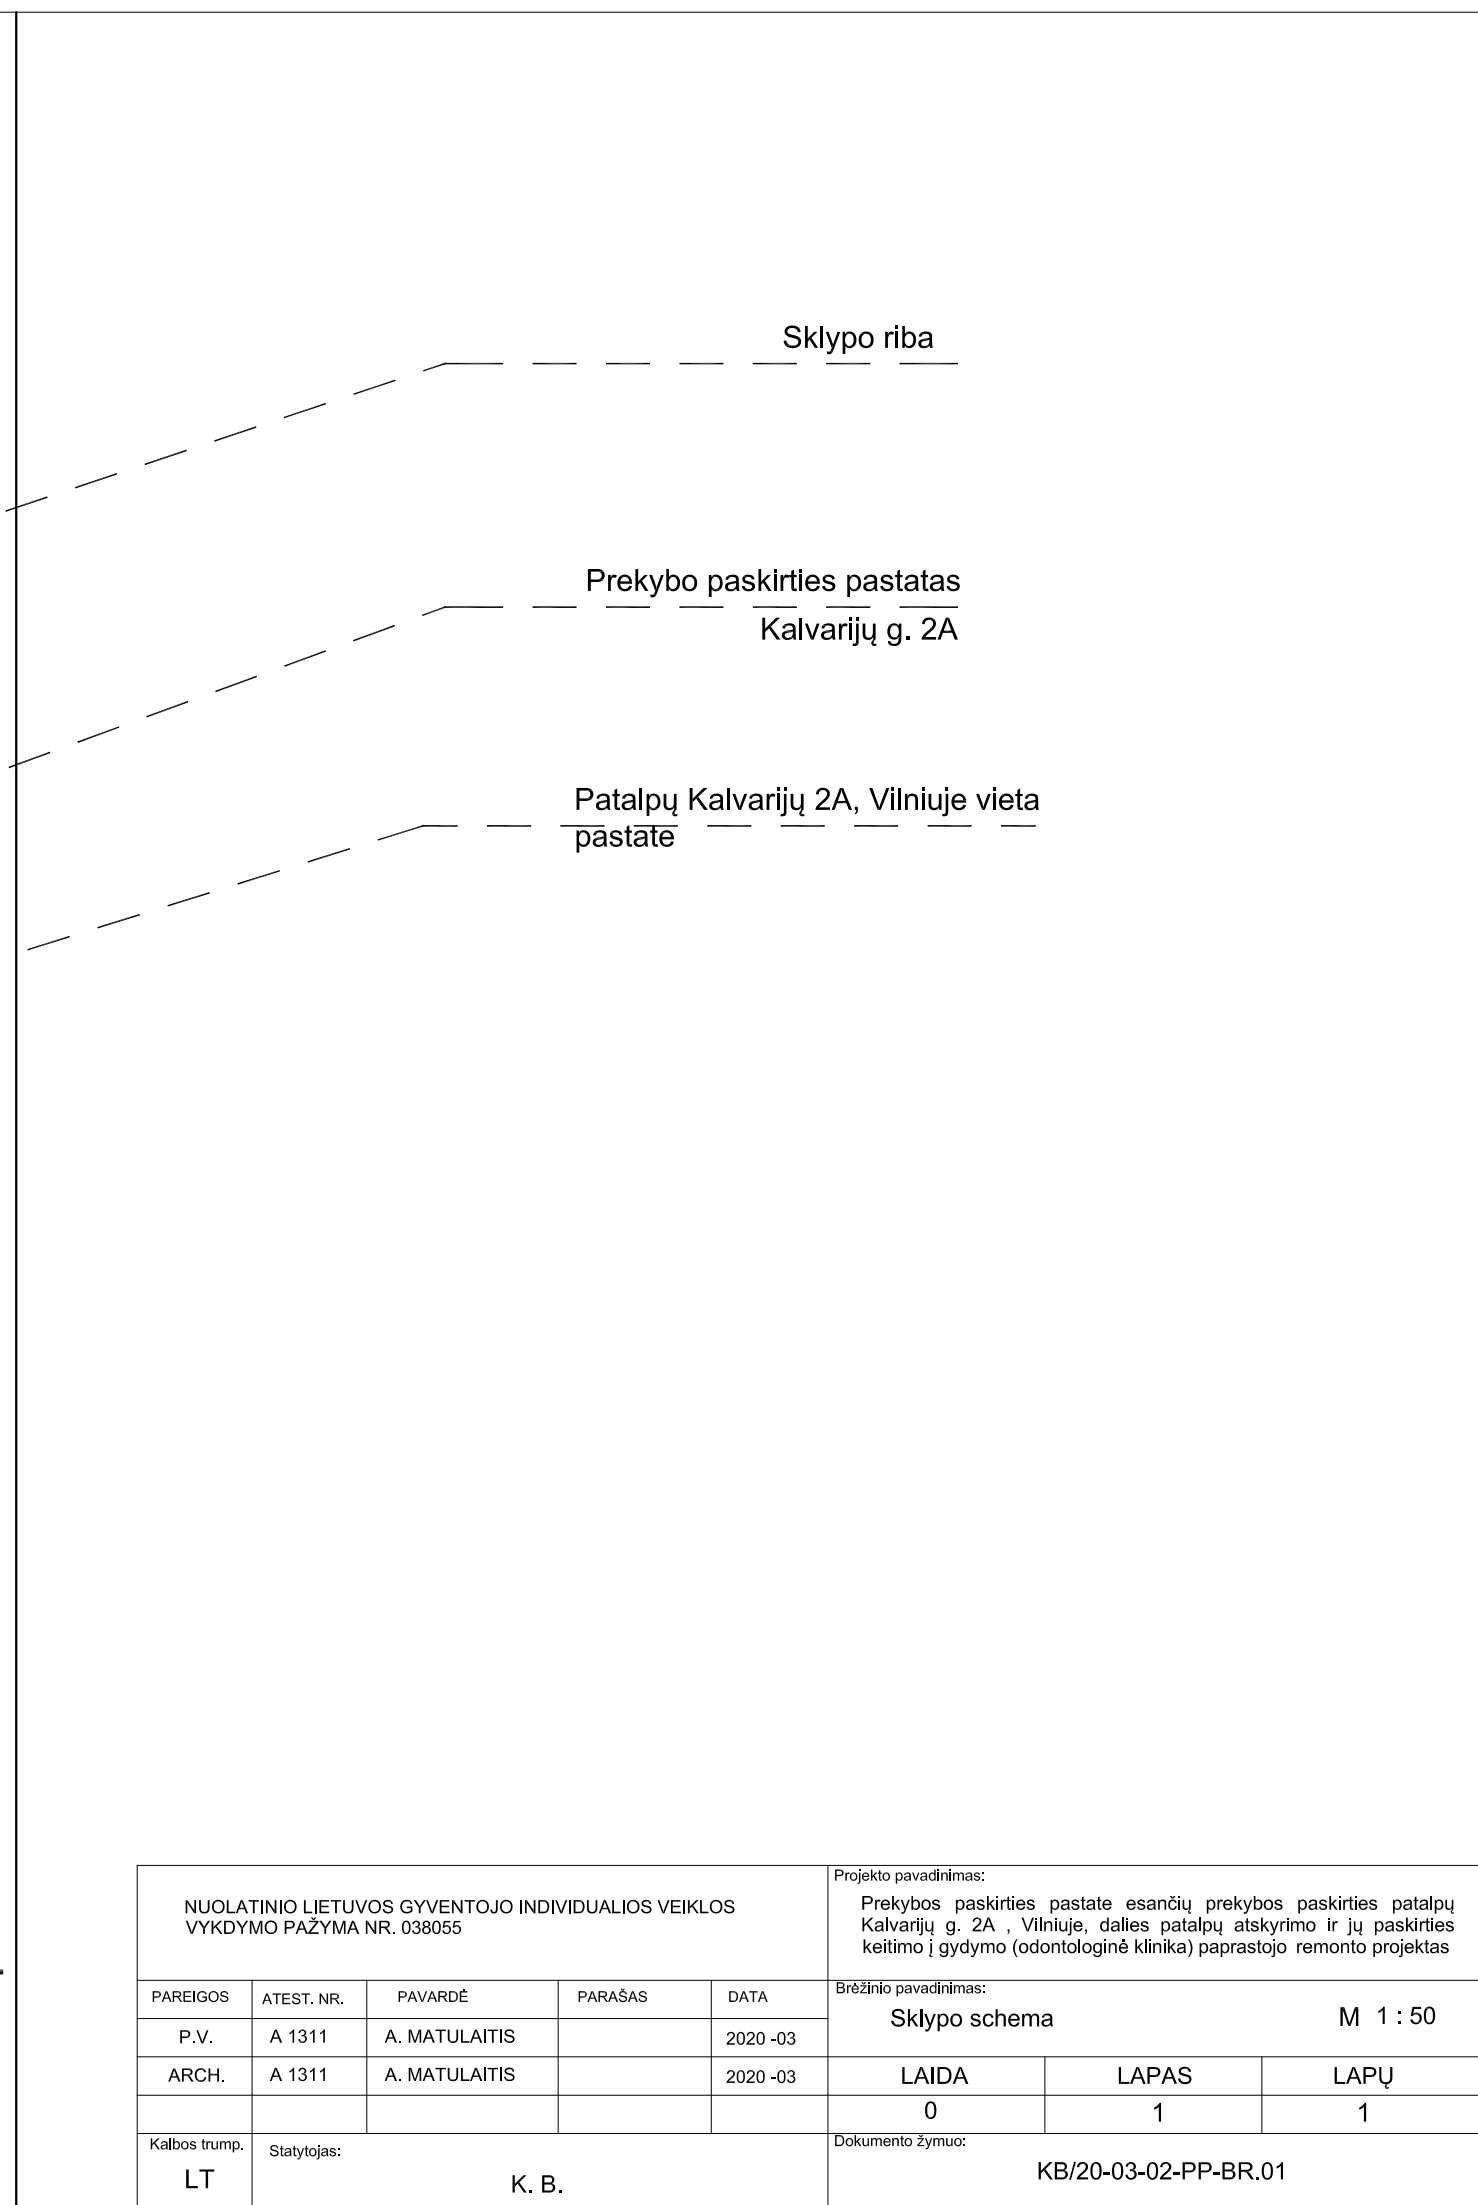 Sklypo riba
Prekybo paskirties pastatas
Kalvarijų g. 2A
Patalpų Kalvarijų 2A, Vilniuje vieta
pastate
NUOLATINIO LIETUVOS GYVENTOJO INDIVIDUALIOS VEIKLOS
VYKDYMO PAŽYMA NR. 038055
Projekto pavadinimas:
Prekybos paskirties pastate esančių prekybos paskirties patalpų
Kalvarijų g. 2A , Vilniuje, dalies patalpų atskyrimo ir jų paskirties
keitimo į gydymo (odontologinė klinika) paprastojo remonto projektas
PAREIGOS ATEST. NR. PAVARDĖ PARAŠAS DATA
P.V. A 1311 A. MATULAITIS 2020 -03
ARCH. A 1311 A. MATULAITIS 2020 -03
Brėžinio pavadinimas:
Sklypo schema M 1 : 50
LAIDA LAPAS LAPŲ
0 1 1
Kalbos trump.
LT
Statytojas:
K. B.
Dokumento žymuo:
KB/20-03-02-PP-BR.01